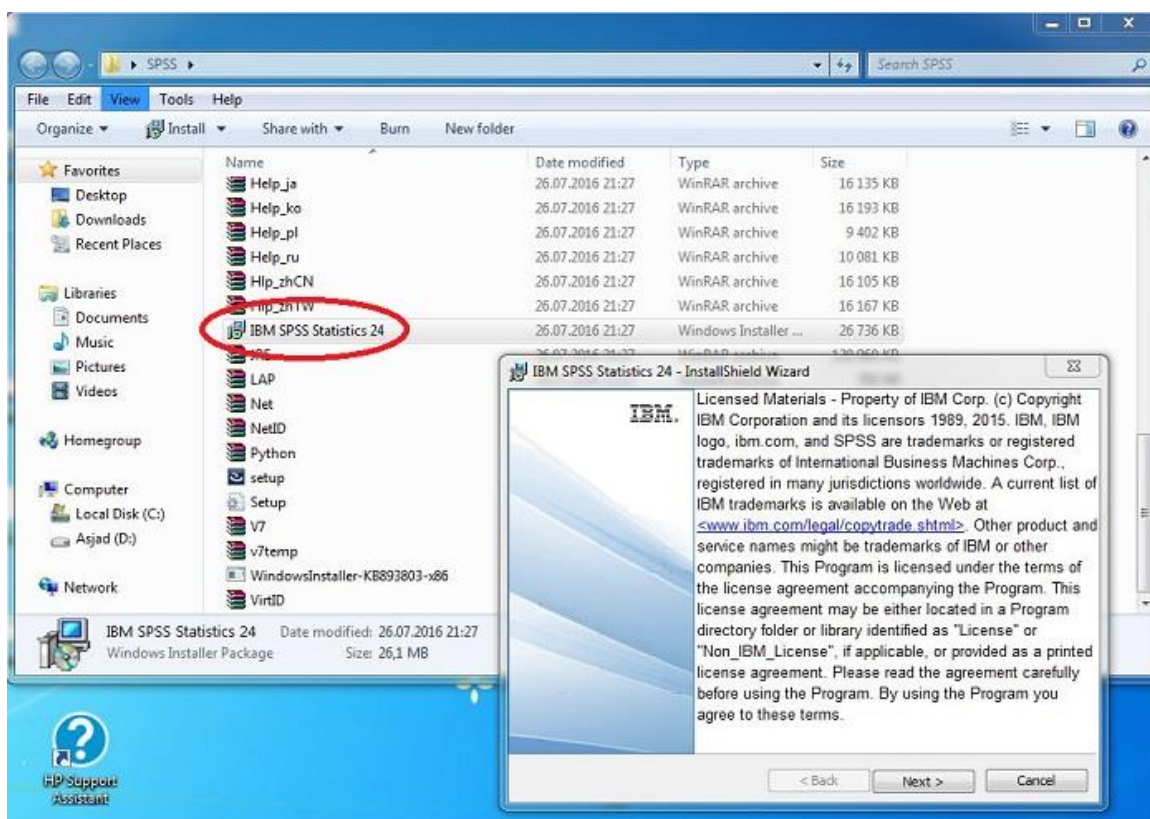 SPSS
Search SPSS
File Edit View Tools Help
Organize Install Share with Burn New folder
Favorites
Desktop
Downloads
Recent Places
Libraries
Documents
Music
Pictures
Videos
Homegroup
Computer
Local Disk (C:)
Asjad (D:)
Network
Name Date modified Type Size
Help_ja 26.07.2016 21:27 WinRAR archive 16 135 KB
Help_ko 26.07.2016 21:27 WinRAR archive 16 193 KB
Help_pl 26.07.2016 21:27 WinRAR archive 9 402 KB
Help_ru 26.07.2016 21:27 WinRAR archive 10 081 KB
Hlp_zhCN 26.07.2016 21:27 WinRAR archive 16 105 KB
Hlp_zhTW 26.07.2016 21:27 WinRAR archive 16 167 KB
IBM SPSS Statistics 24 26.07.2016 21:27 Windows Installer ... 26 736 KB
JRE 26.07.2016 21:27 WinRAR archive
LAP
Net
NetID
Python
setup
Setup
V7
v7temp
WindowsInstaller-KB893803-x86
VirtID
IBM SPSS Statistics 24 Date modified: 26.07.2016 21:27
Windows Installer Package Size: 26,1 MB
IBM SPSS Statistics 24 - InstallShield Wizard
IBM.
Licensed Materials - Property of IBM Corp. (c) Copyright
IBM Corporation and its licensors 1989, 2015. IBM, IBM
logo, ibm.com, and SPSS are trademarks or registered
trademarks of International Business Machines Corp.,
registered in many jurisdictions worldwide. A current list of
IBM trademarks is available on the Web at
<www.ibm.com/legal/copytrade.shtml>. Other product and
service names might be trademarks of IBM or other
companies. This Program is licensed under the terms of
the license agreement accompanying the Program. This
license agreement may be either located in a Program
directory folder or library identified as "License" or
"Non_IBM_License", if applicable, or provided as a printed
license agreement. Please read the agreement carefully
before using the Program. By using the Program you
agree to these terms.
< Back Next > Cancel
HP Support
Assistant